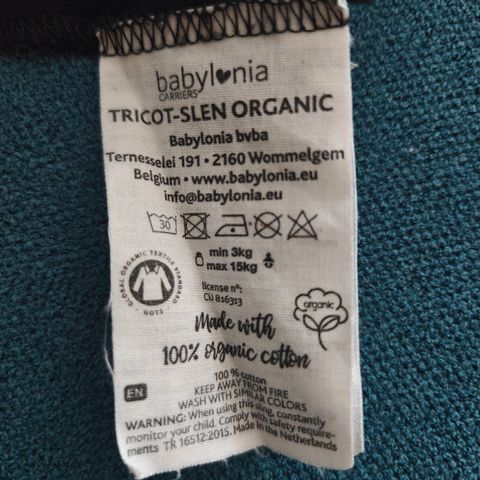 babylonia
CARRIERS
TRICOT-SLEN ORGANIC
Babylonia bvba
Ternesselei 191 • 2160 Wommelgem
Belgium • www.babylonia.eu
info@babylonia.eu
30
min 3kg
max 15kg
GLOBAL ORGANIC TEXTILE STANDARD
GOTS
license n°:
CU 816313
organic
Made with
100% organic cotton
EN
100 % cotton
KEEP AWAY FROM FIRE
WASH WITH SIMILAR COLORS
WARNING: When using this sling, constantly
monitor your child. Comply with safety require-
ments TR 16512:2015. Made in the Netherlands